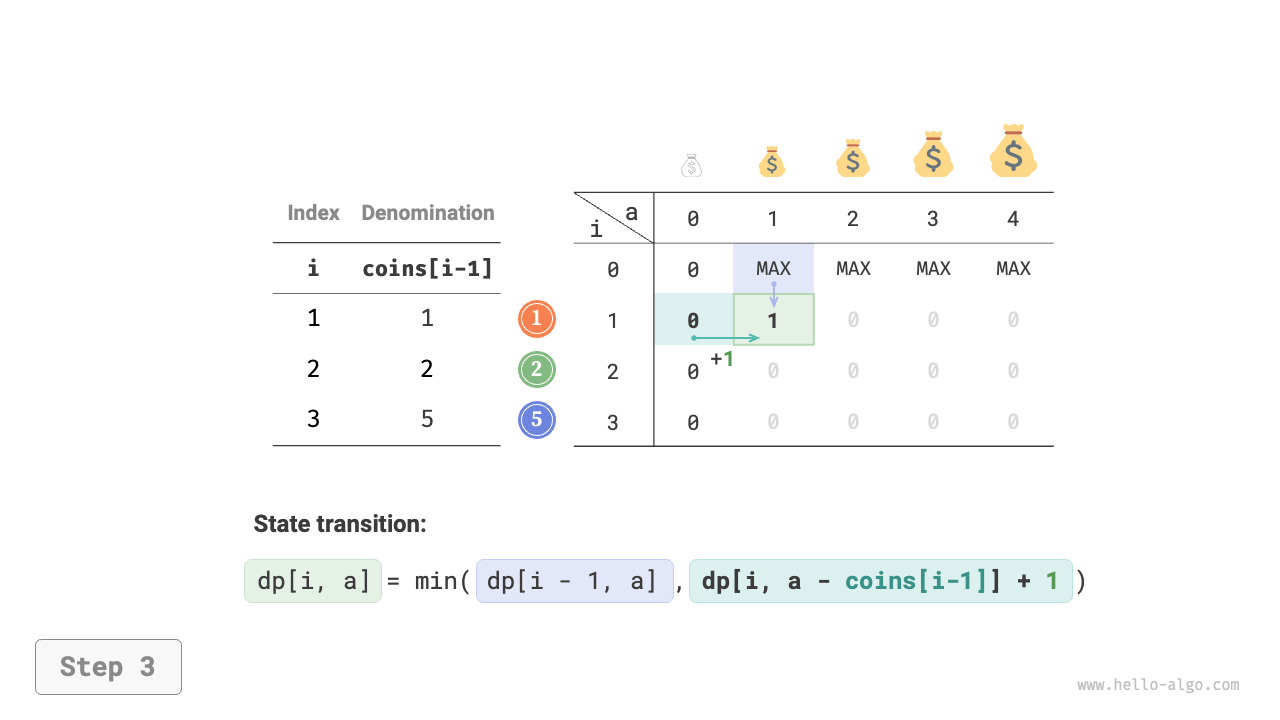 Index Denomination
i coins[i-1]
1 1 1
2 2 2
3 5 5
$ $ $ $ $
i a 0 1 2 3 4
0 0 MAX MAX MAX MAX
1 0 1 0 0 0
+1
2 0 0 0 0 0
3 0 0 0 0 0
State transition:
dp[i, a] = min( dp[i - 1, a] , dp[i, a - coins[i-1]] + 1 )
Step 3
www.hello-algo.com